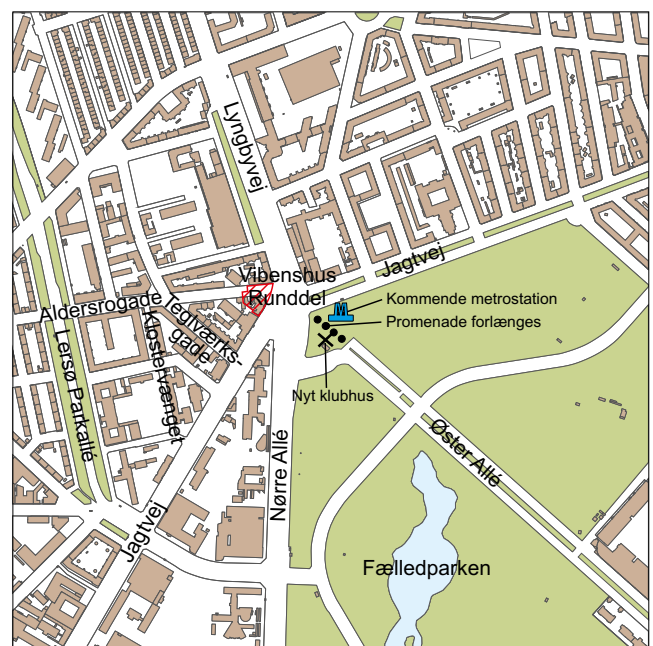 Lyngbyvej
Jagtvej
Vibenshus
Runddel
Kommende metrostation
Promenade forlænges
M
Aldersrogade
Teglværks-
gade
Klostervænget
Lersø Parkallé
Nyt klubhus
Nørre Allé
Øster Allé
Jagtvej
Fælledparken